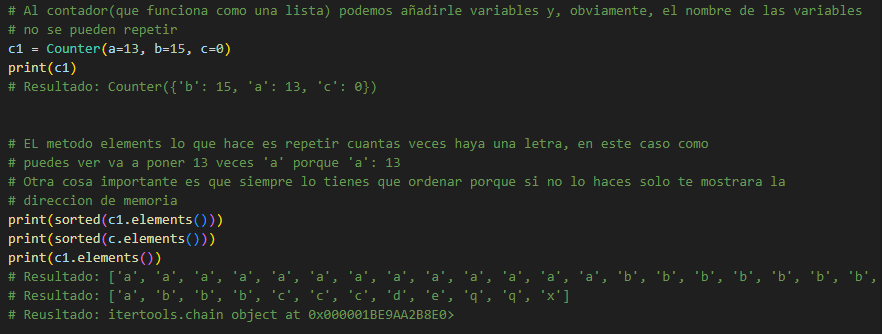 # Al contador(que funciona como una lista) podemos añadirle variables y, obviamente, el nombre de las variables
# no se pueden repetir
c1 = Counter(a=13, b=15, c=0)
print(c1)
# Resultado: Counter({'b': 15, 'a': 13, 'c': 0})
# EL metodo elements lo que hace es repetir cuantas veces haya una letra, en este caso como
# puedes ver va a poner 13 veces 'a' porque 'a': 13
# Otra cosa importante es que siempre lo tienes que ordenar porque si no lo haces solo te mostrara la
# direccion de memoria
print(sorted(c1.elements()))
print(sorted(c.elements()))
print(c1.elements())
# Resultado: ['a', 'a', 'a', 'a', 'a', 'a', 'a', 'a', 'a', 'a', 'a', 'a', 'a', 'b', 'b', 'b', 'b', 'b', 'b', 'b',
# Resultado: ['a', 'b', 'b', 'b', 'c', 'c', 'c', 'd', 'e', 'q', 'q', 'x']
# Reusltado: itertools.chain object at 0x000001BE9AA2B8E0>